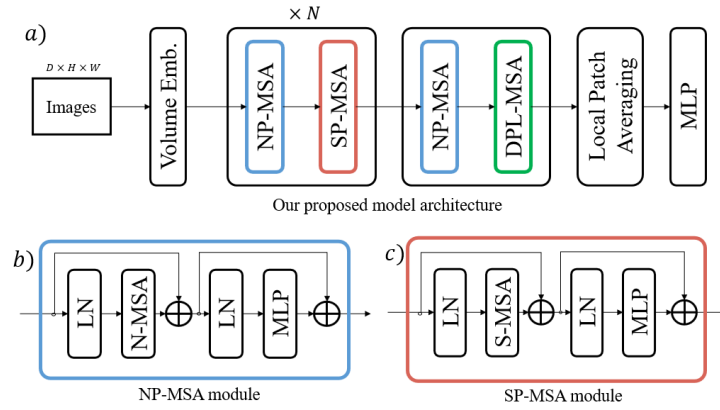 a)
× N
D × H × W
Images
Volume Emb.
NP-MSA
SP-MSA
NP-MSA
DPL-MSA
Local Patch
Averaging
MLP
Our proposed model architecture
b)
LN
N-MSA
LN
MLP
NP-MSA module
c)
LN
S-MSA
LN
MLP
SP-MSA module